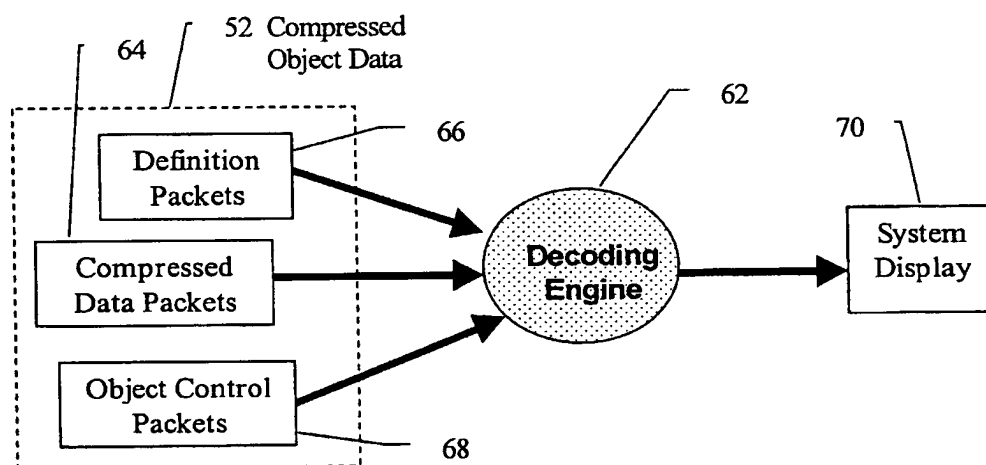 52 Compressed
Object Data
64
62
66
70
Definition
Packets
Compressed
Data Packets
Decoding
Engine
System
Display
Object Control
Packets
68